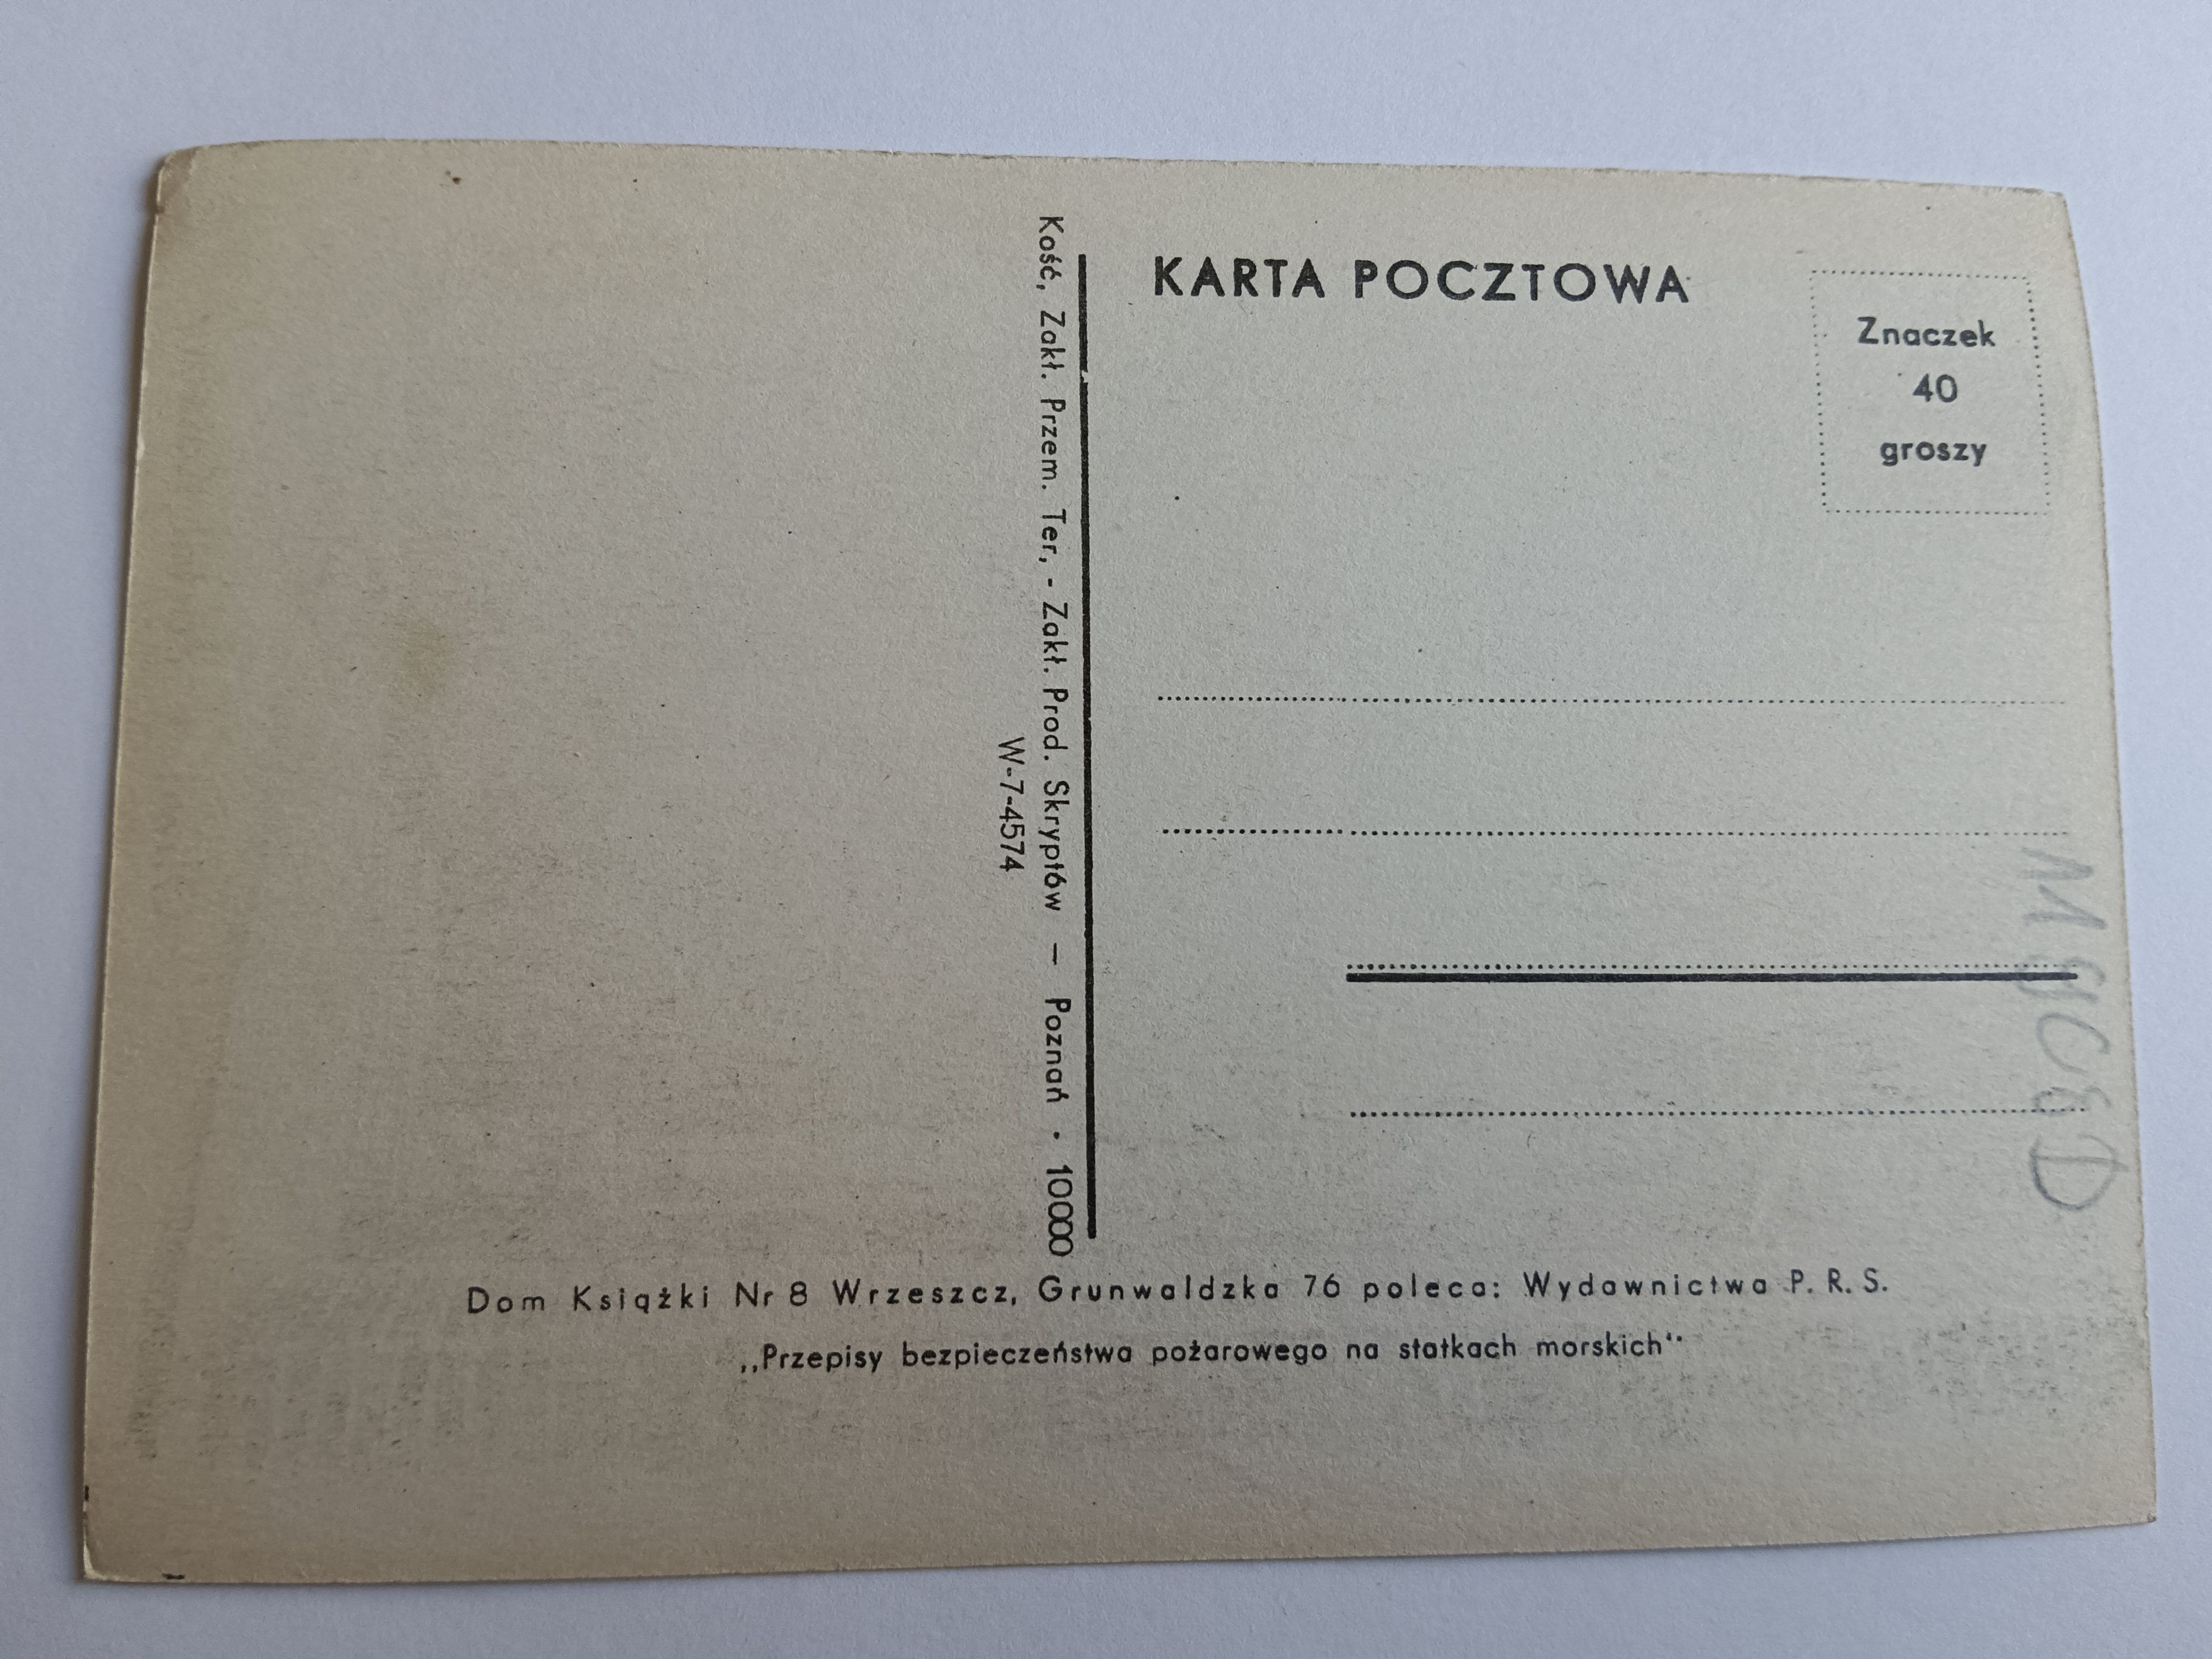 KARTA POCZTOWA
Znaczek
40
groszy
Kość, Zakł. Przem. Ter, - Zakł. Prod. Skryptów — Poznań · 10000
W-7-4574
Dom Książki Nr 8 Wrzeszcz, Grunwaldzka 76 poleca: Wydawnictwa P. R. S.
,,Przepisy bezpieczeństwa pożarowego na statkach morskich''